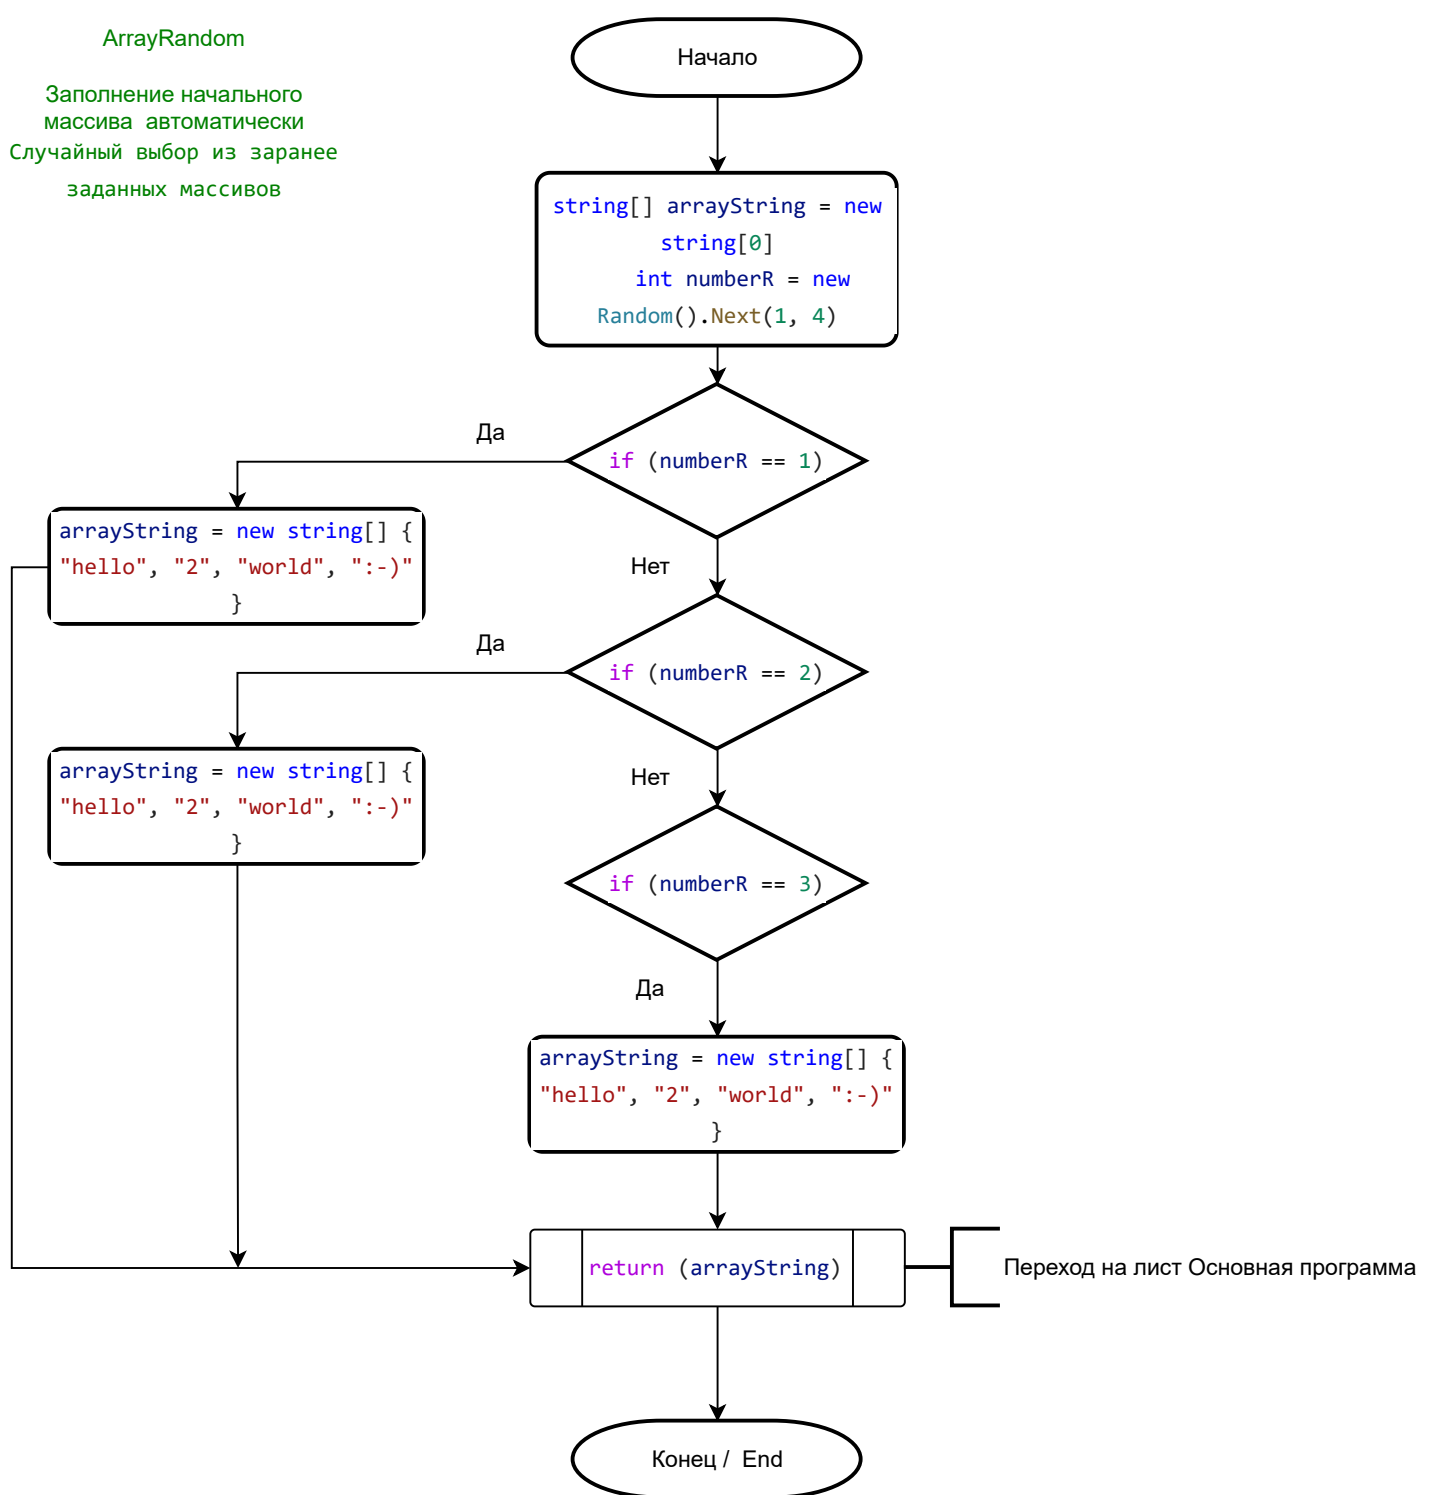 ArrayRandom
Заполнение начального
массива автоматически
Случайный выбор из заранее
заданных массивов
Начало
string[] arrayString = new
string[0]
int numberR = new
Random().Next(1, 4)
if (numberR == 1)
Да
arrayString = new string[] {
"hello", "2", "world", ":-)"
}
Нет
if (numberR == 2)
Да
arrayString = new string[] {
"hello", "2", "world", ":-)"
}
Нет
if (numberR == 3)
Да
arrayString = new string[] {
"hello", "2", "world", ":-)"
}
return (arrayString)
Переход на лист Основная программа
Конец / End